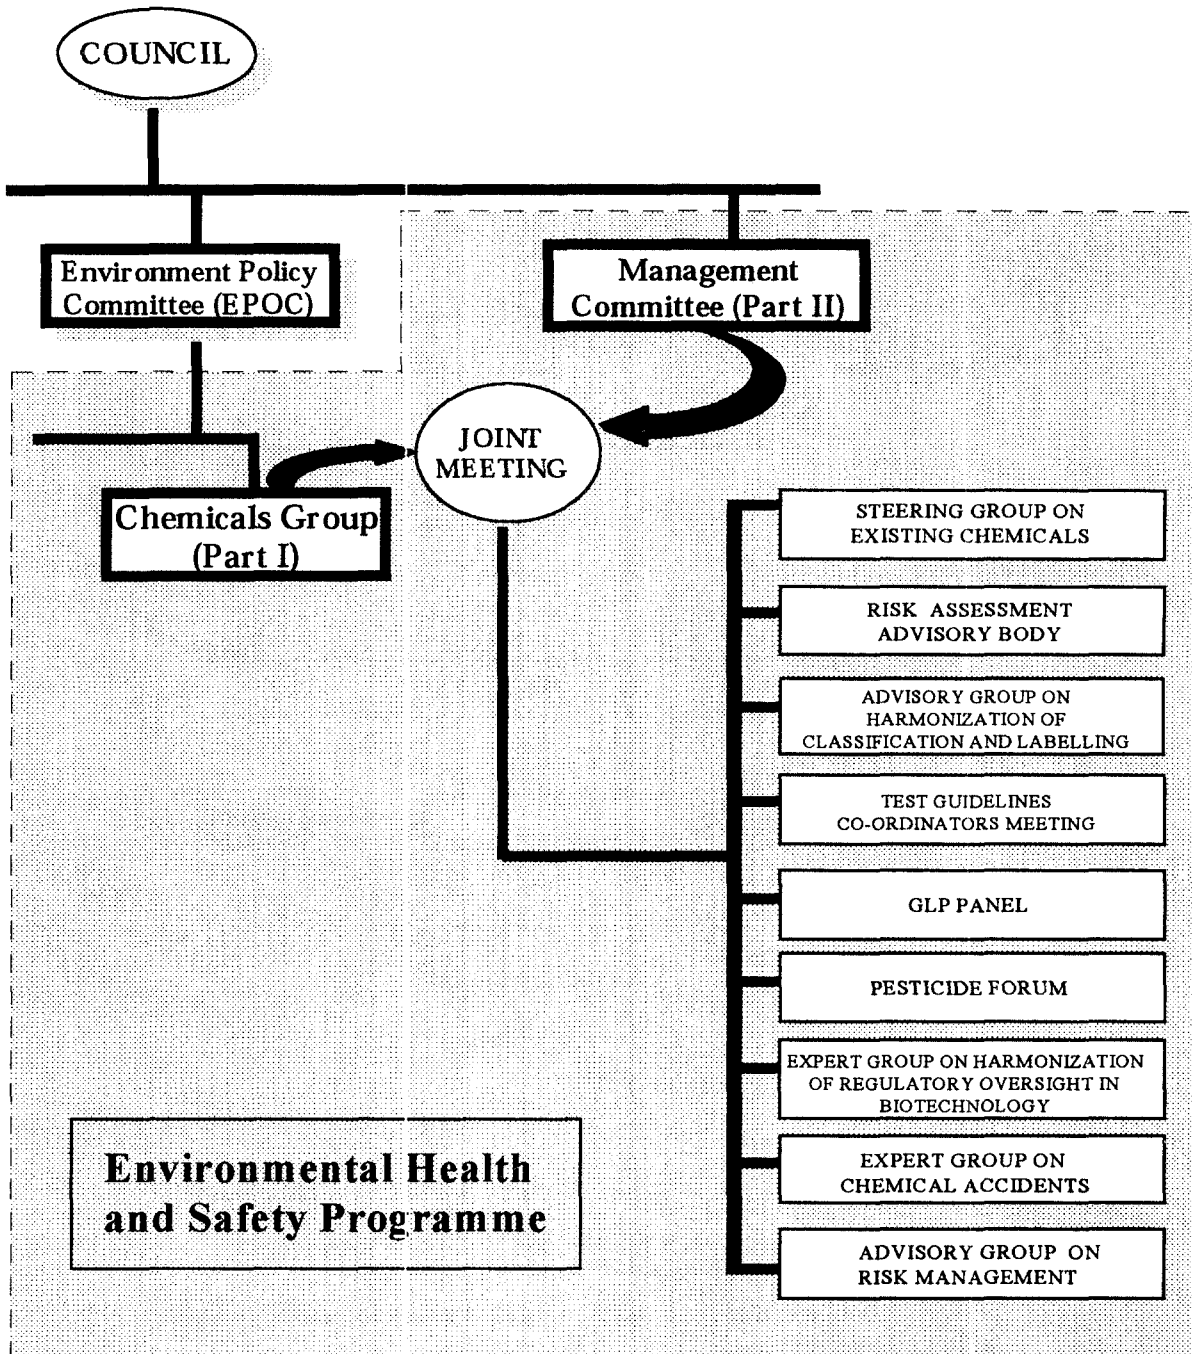 COUNCIL
Environment Policy
Committee (EPOC)
Management
Committee (Part II)
JOINT
MEETING
Chemicals Group
(Part I)
STEERING GROUP ON
EXISTING CHEMICALS
RISK ASSESSMENT
ADVISORY BODY
ADVISORY GROUP ON
HARMONIZATION OF
CLASSIFICATION AND LABELLING
TEST GUIDELINES
CO-ORDINATORS MEETING
GLP PANEL
PESTICIDE FORUM
EXPERT GROUP ON HARMONIZATION
OF REGULATORY OVERSIGHT IN
BIOTECHNOLOGY
EXPERT GROUP ON
CHEMICAL ACCIDENTS
ADVISORY GROUP ON
RISK MANAGEMENT
Environmental Health
and Safety Programme